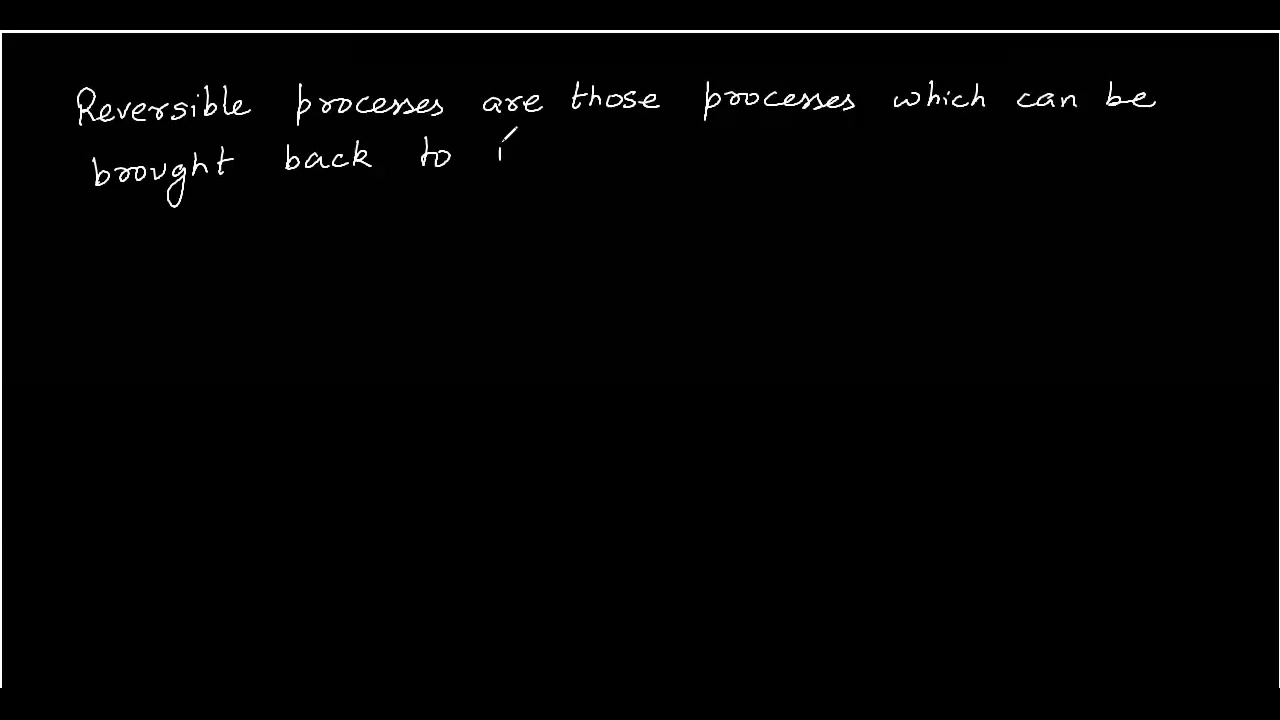 Reversible processes are those processes which can be
brought back to i